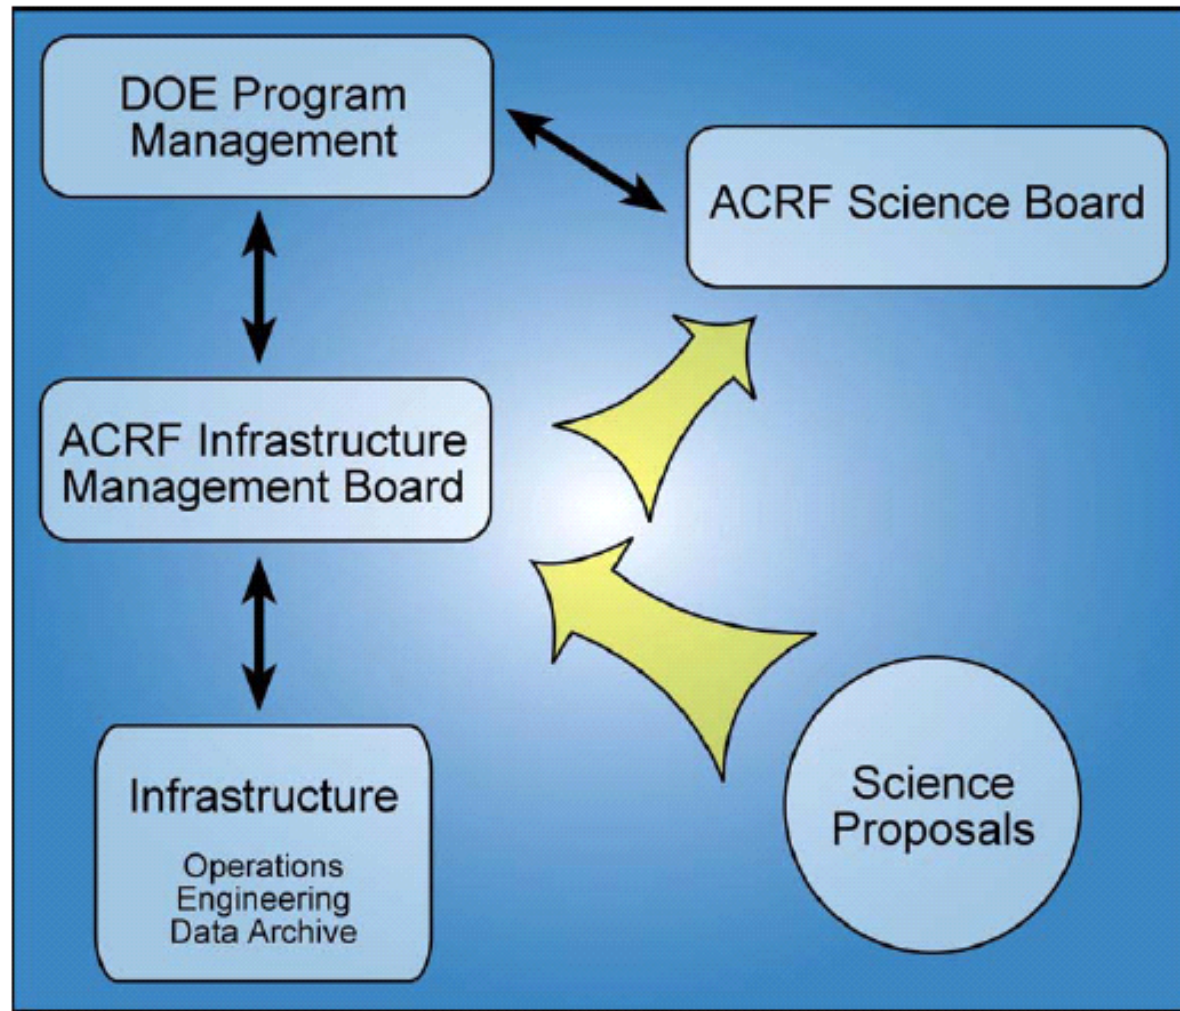 DOE Program
Management
ACRF Science Board
ACRF Infrastructure
Management Board
Infrastructure
Operations
Engineering
Data Archive
Science
Proposals